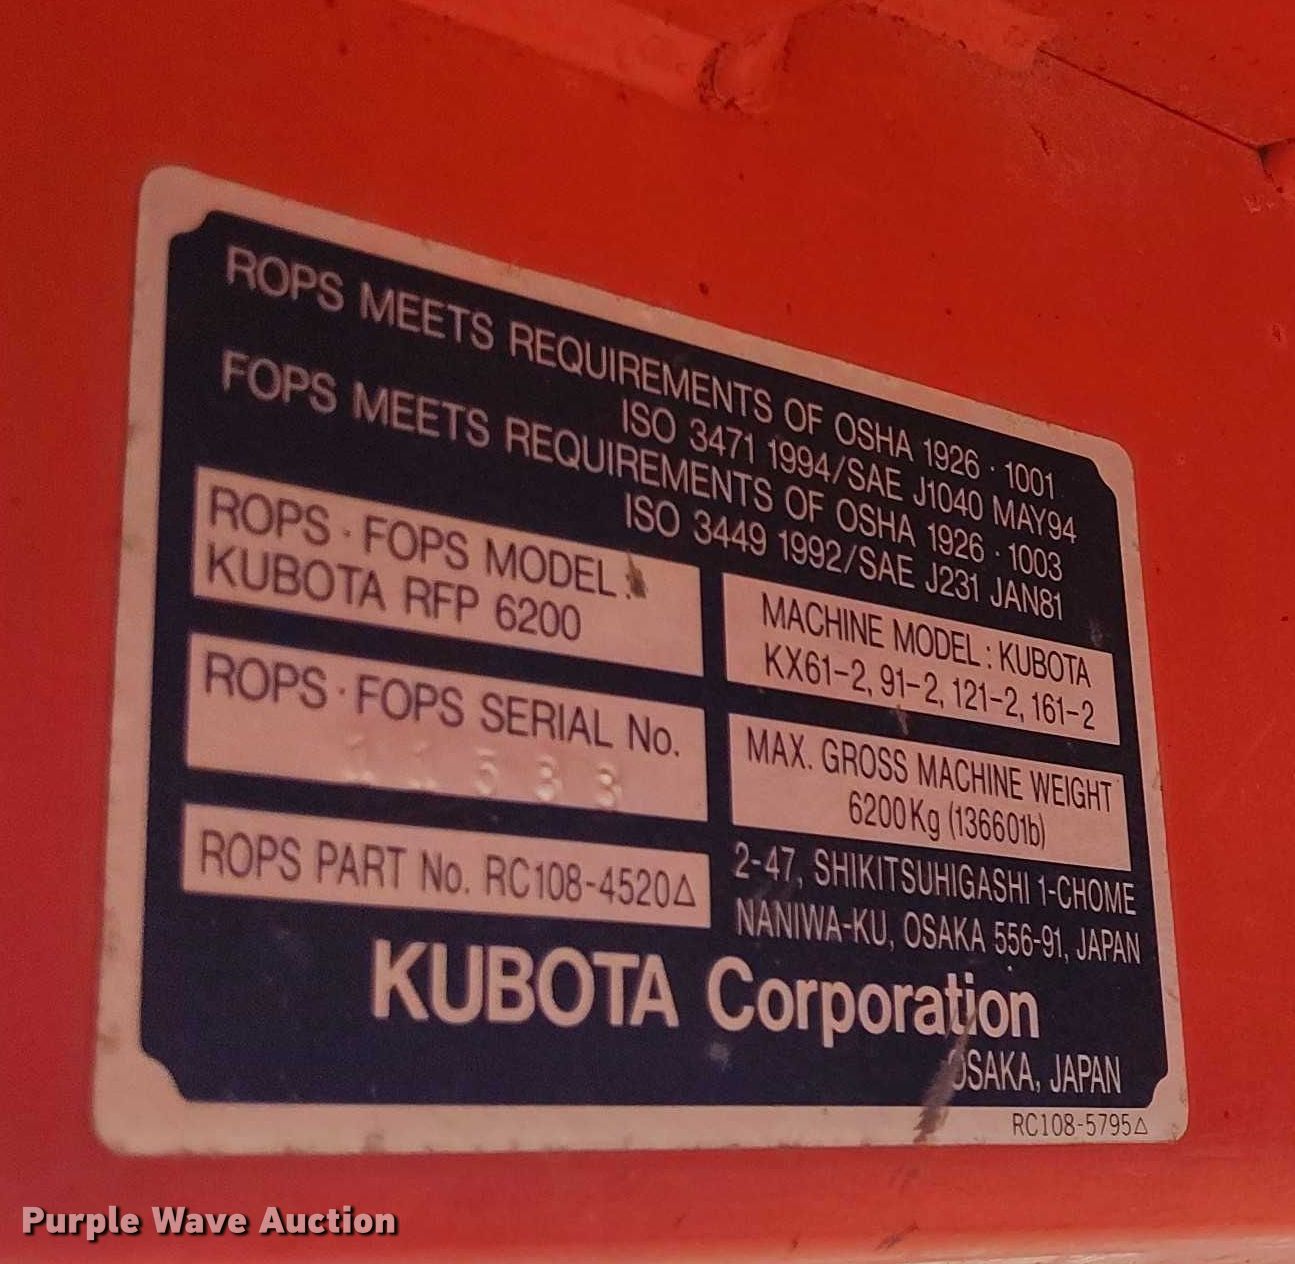 ROPS MEETS REQUIREMENTS OF OSHA 1926・1001
ISO 3471 1994/SAE J1040 MAY94
FOPS MEETS REQUIREMENTS OF OSHA 1926・1003
ISO 3449 1992/SAE J231 JAN81
ROPS・FOPS MODEL:
KUBOTA RFP 6200
MACHINE MODEL: KUBOTA
KX61-2, 91-2, 121-2, 161-2
ROPS・FOPS SERIAL No.
11533
MAX. GROSS MACHINE WEIGHT
6200Kg (13660lb)
ROPS PART No. RC108-4520△
2-47, SHIKITSUHIGASHI 1-CHOME
NANIWA-KU, OSAKA 556-91, JAPAN
KUBOTA Corporation
OSAKA, JAPAN
RC108-5795△
Purple Wave Auction